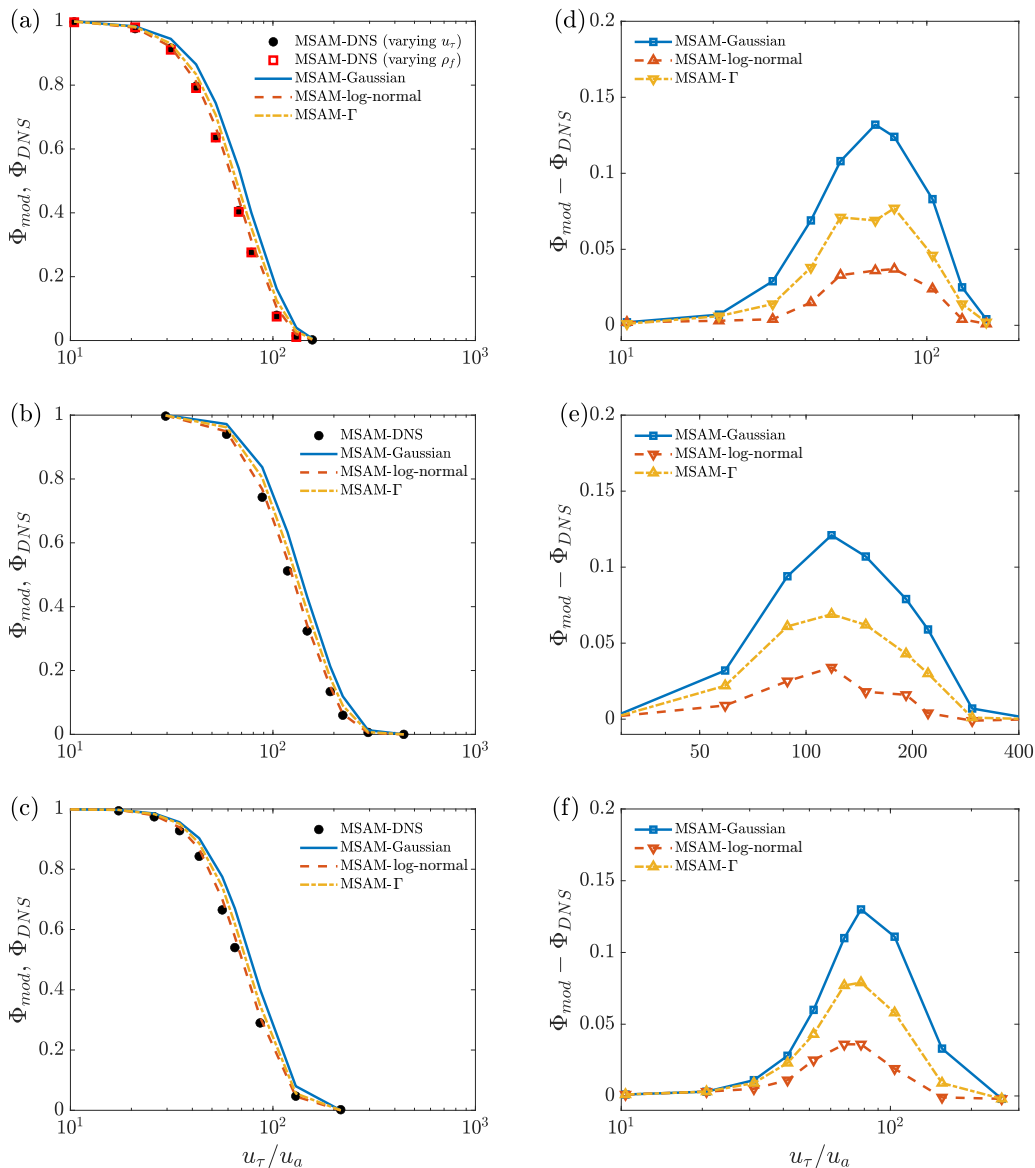 (a)
Φ_mod, Φ_DNS
1
0.8
0.6
0.4
0.2
0
10^1
10^2
10^3
MSAM-DNS (varying u_τ)
MSAM-DNS (varying ρ_f)
MSAM-Gaussian
MSAM-log-normal
MSAM-Γ
(d)
Φ_mod − Φ_DNS
0.2
0.15
0.1
0.05
0
10^1
10^2
MSAM-Gaussian
MSAM-log-normal
MSAM-Γ
(b)
Φ_mod, Φ_DNS
1
0.8
0.6
0.4
0.2
0
10^1
10^2
10^3
MSAM-DNS
MSAM-Gaussian
MSAM-log-normal
MSAM-Γ
(e)
Φ_mod − Φ_DNS
0.2
0.15
0.1
0.05
0
50
100
200
400
MSAM-Gaussian
MSAM-log-normal
MSAM-Γ
(c)
Φ_mod, Φ_DNS
1
0.8
0.6
0.4
0.2
0
10^1
10^2
10^3
u_τ/u_a
MSAM-DNS
MSAM-Gaussian
MSAM-log-normal
MSAM-Γ
(f)
Φ_mod − Φ_DNS
0.2
0.15
0.1
0.05
0
10^1
10^2
u_τ/u_a
MSAM-Gaussian
MSAM-log-normal
MSAM-Γ